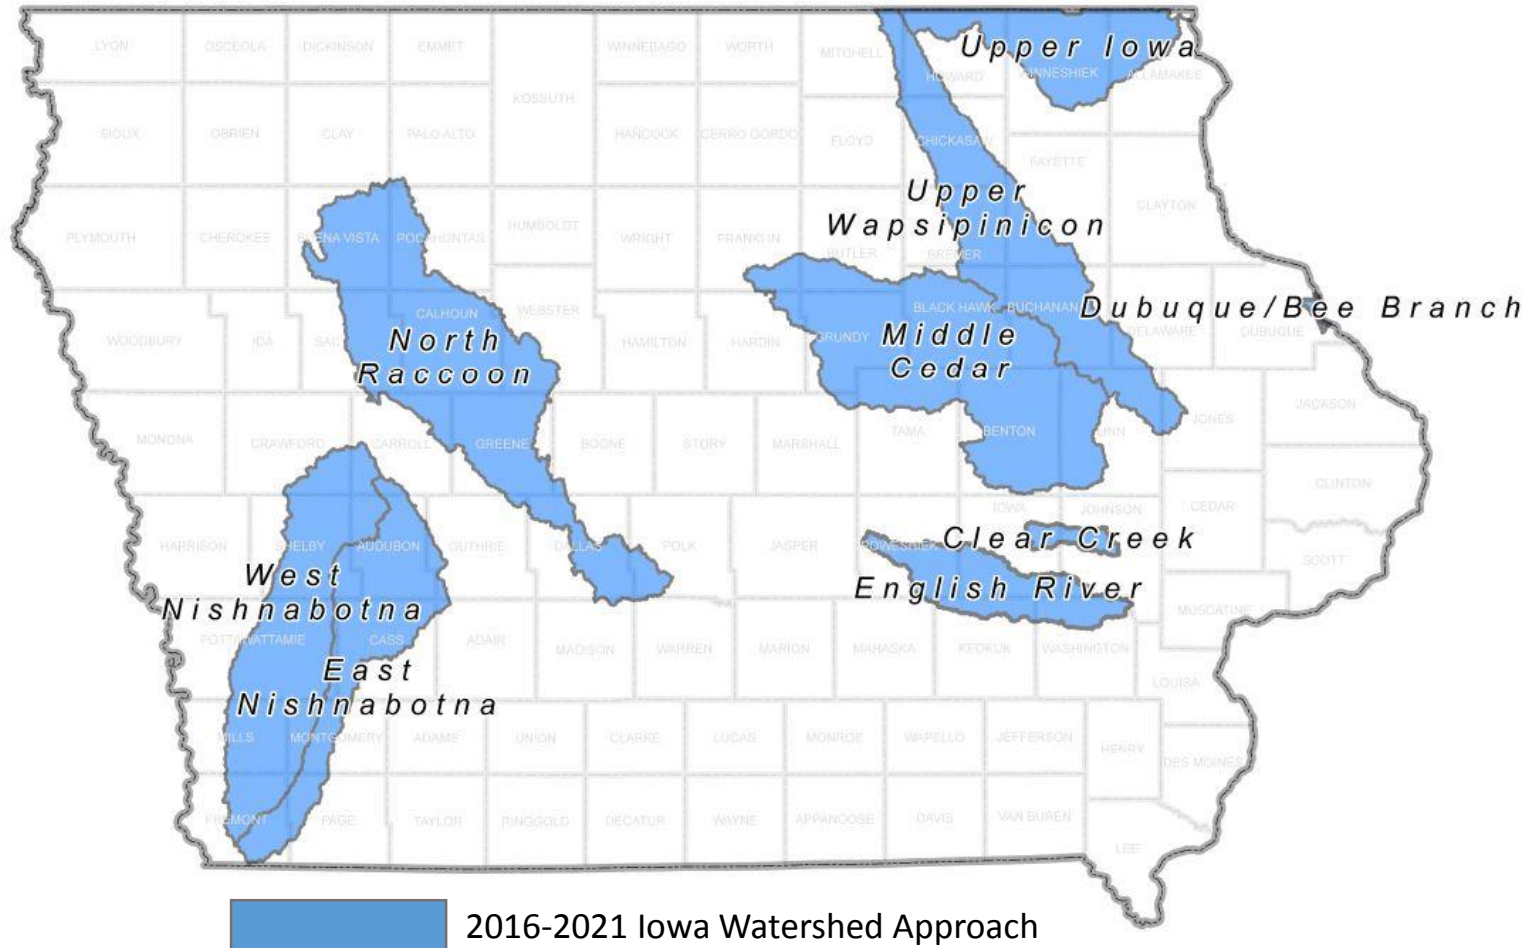 LYON OSCEOLA DICKINSON EMMET WINNEBAGO WORTH MITCHELL
Upper Iowa
HOWARD WINNESHIEK ALLAMAKEE
KOSSUTH
SIOUX OBRIEN CLAY PALO ALTO HANCOCK CERRO GORDO FLOYD CHICKASAW
FAYETTE
CLAYTON
Upper
Wapsipinicon
PLYMOUTH CHEROKEE BUENA VISTA POCAHONTAS HUMBOLDT WRIGHT FRANKLIN BUTLER BREMER
Dubuque/Bee Branch
WOODBURY IDA SAC CALHOUN WEBSTER HAMILTON HARDIN GRUNDY BLACK HAWK BUCHANAN DELAWARE DUBUQUE
North
Raccoon
Middle
Cedar
MONONA CRAWFORD CARROLL GREENE BOONE STORY MARSHALL TAMA BENTON LINN JONES JACKSON
CLINTON
IOWA JOHNSON CEDAR
HARRISON SHELBY AUDUBON GUTHRIE DALLAS POLK JASPER POWESHIEK SCOTT
Clear Creek
English River
West
Nishnabotna
MUSCATINE
POTTAWATTAMIE CASS ADAIR MADISON WARREN MARION MAHASKA KEOKUK WASHINGTON
LOUISA
East
Nishnabotna
MILLS MONTGOMERY ADAMS UNION CLARKE LUCAS MONROE WAPELLO JEFFERSON HENRY DES MOINES
FREMONT PAGE TAYLOR RINGGOLD DECATUR WAYNE APPANOOSE DAVIS VAN BUREN LEE
2016-2021 Iowa Watershed Approach